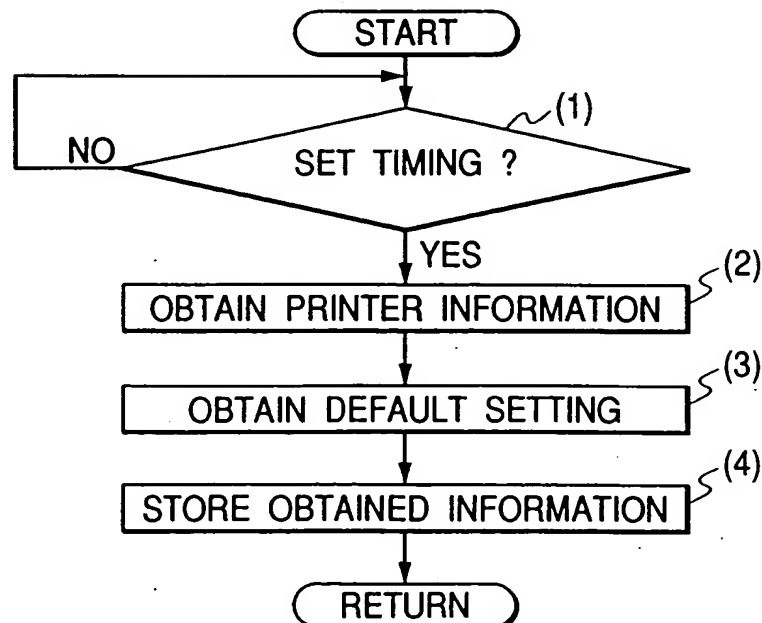 START
(1)
NO
SET TIMING ?
YES
(2)
OBTAIN PRINTER INFORMATION
(3)
OBTAIN DEFAULT SETTING
(4)
STORE OBTAINED INFORMATION
RETURN